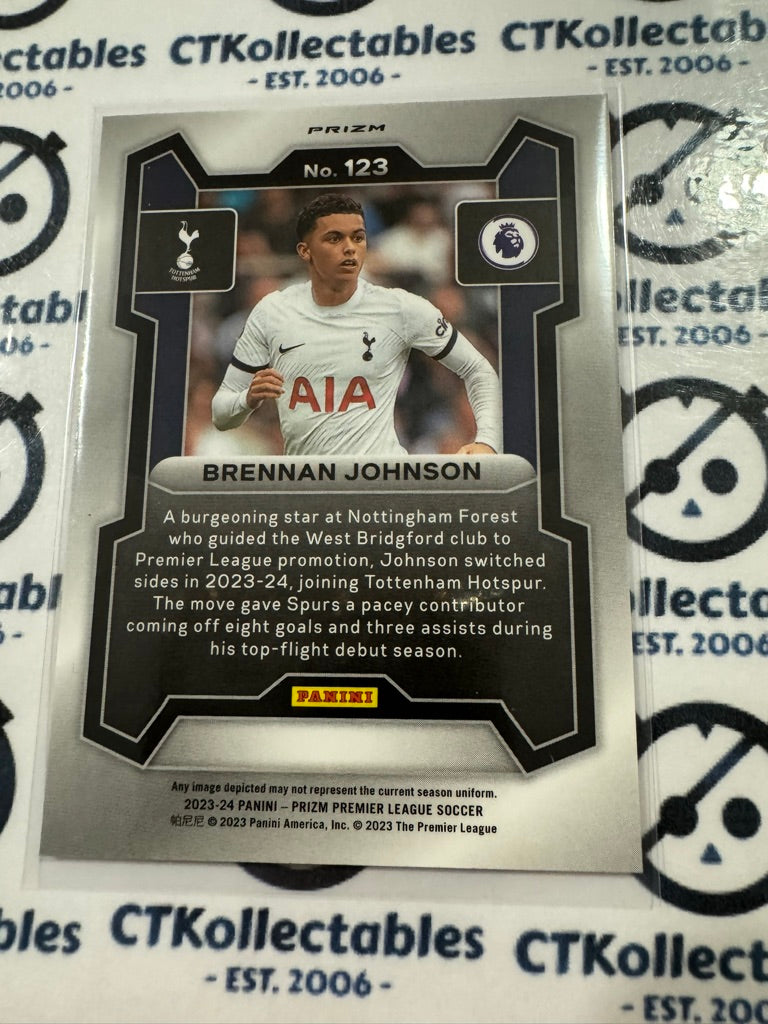 CTKollectables
- EST. 2006 -
PRIZM
No. 123
TOTTENHAM
HOTSPUR
AIA
BRENNAN JOHNSON
A burgeoning star at Nottingham Forest
who guided the West Bridgford club to
Premier League promotion, Johnson switched
sides in 2023-24, joining Tottenham Hotspur.
The move gave Spurs a pacey contributor
coming off eight goals and three assists during
his top-flight debut season.
PANINI
Any image depicted may not represent the current season uniform.
2023-24 PANINI – PRIZM PREMIER LEAGUE SOCCER
帕尼尼 © 2023 Panini America, Inc. © 2023 The Premier League
CTKollectables
- EST. 2006 -